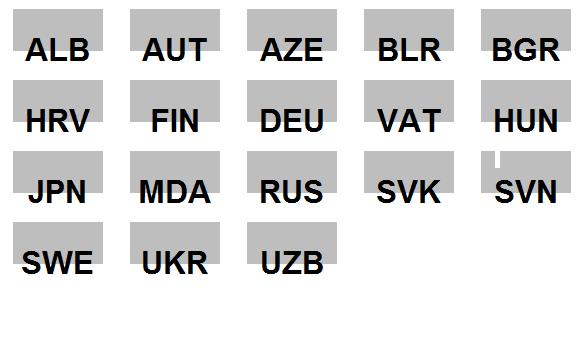 ALB AUT AZE BLR BGR
HRV FIN DEU VAT HUN
JPN MDA RUS SVK SVN
SWE UKR UZB